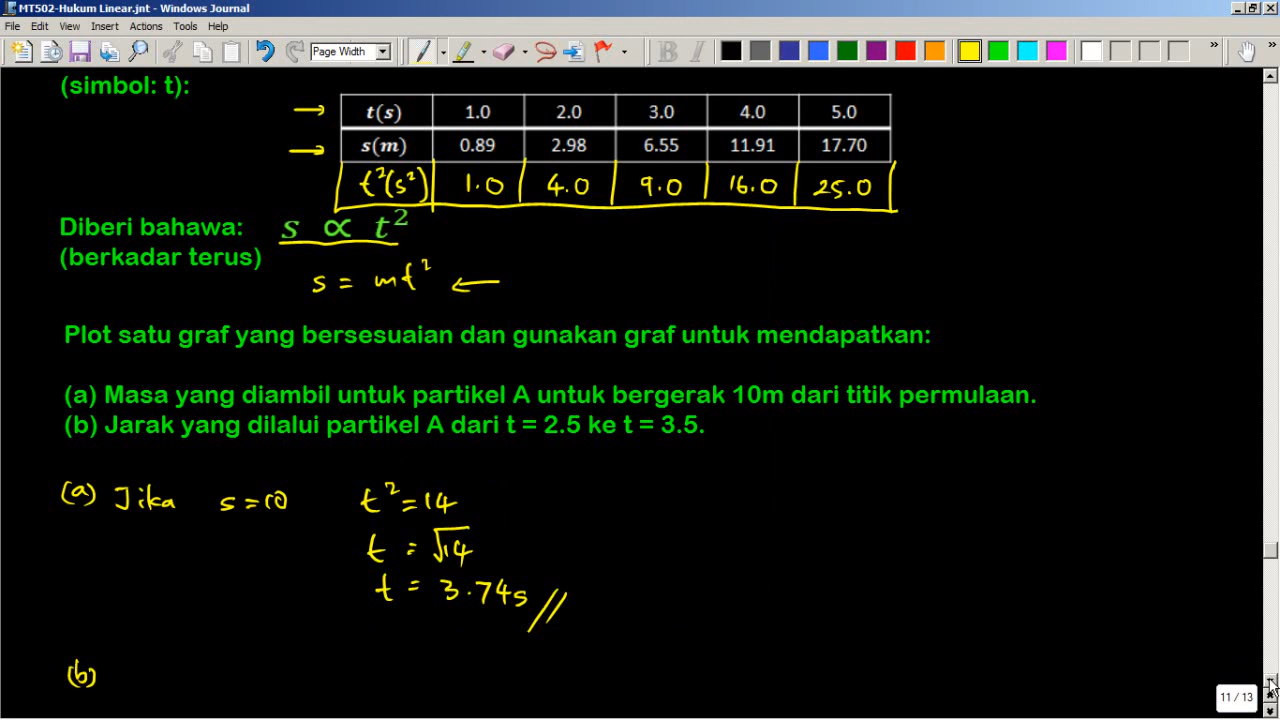 MT502-Hukum Linear.jnt - Windows Journal
File Edit View Insert Actions Tools Help
Page Width
B I
(simbol: t):
t(s) 1.0 2.0 3.0 4.0 5.0
s(m) 0.89 2.98 6.55 11.91 17.70
t²(s²) 1.0 4.0 9.0 16.0 25.0
Diberi bahawa: s ∝ t²
(berkadar terus)
s = mt² ←
Plot satu graf yang bersesuaian dan gunakan graf untuk mendapatkan:
(a) Masa yang diambil untuk partikel A untuk bergerak 10m dari titik permulaan.
(b) Jarak yang dilalui partikel A dari t = 2.5 ke t = 3.5.
(a) Jika s = 10 t² = 14
t = √14
t = 3.74s //
(b)
11 / 13